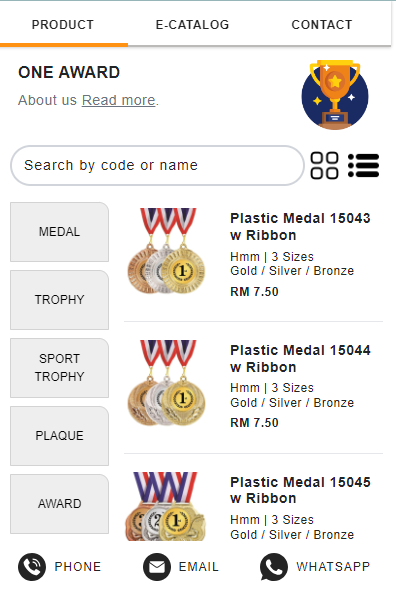 PRODUCT
E-CATALOG
CONTACT
ONE AWARD
About us Read more.
Search by code or name
MEDAL
TROPHY
SPORT
TROPHY
PLAQUE
AWARD
Plastic Medal 15043
w Ribbon
Hmm | 3 Sizes
Gold / Silver / Bronze
RM 7.50
Plastic Medal 15044
w Ribbon
Hmm | 3 Sizes
Gold / Silver / Bronze
RM 7.50
Plastic Medal 15045
w Ribbon
Hmm | 3 Sizes
Gold / Silver / Bronze
PHONE
EMAIL
WHATSAPP